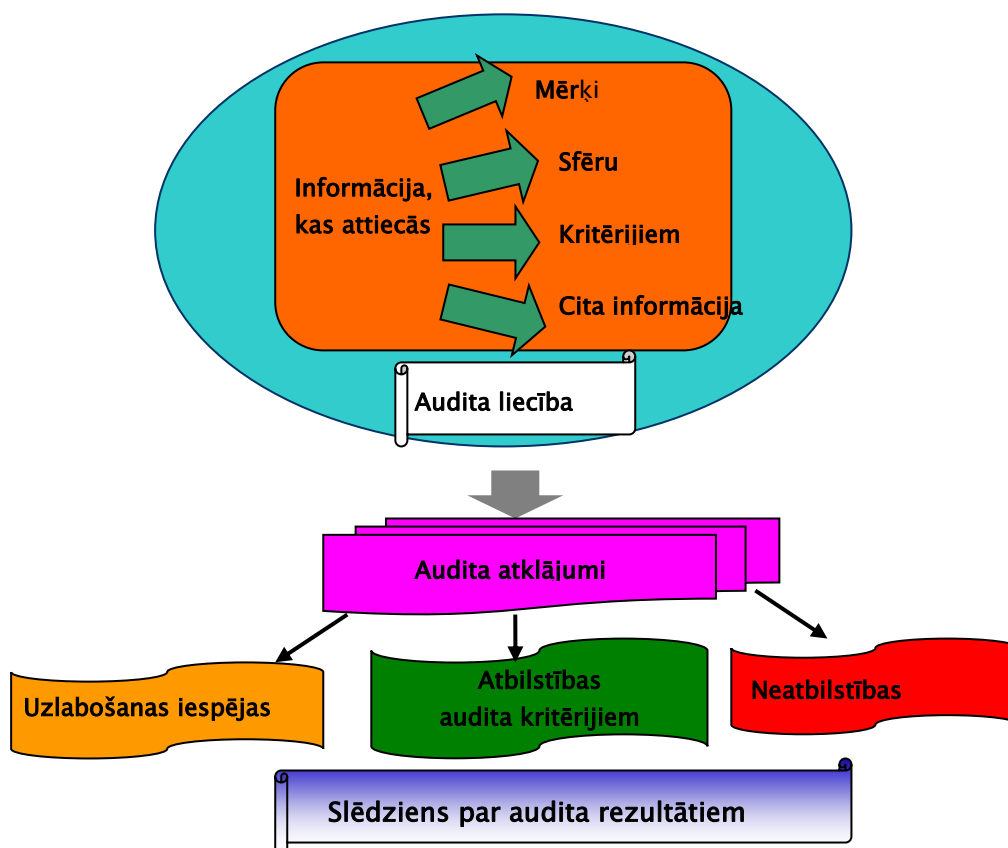 Mērķi
Sfēru
Informācija,
kas attiecās
Kritērijiem
Cita informācija
Audita liecība
Audita atklājumi
Uzlabošanas iespējas
Atbilstības
audita kritērijiem
Neatbilstības
Slēdziens par audita rezultātiem